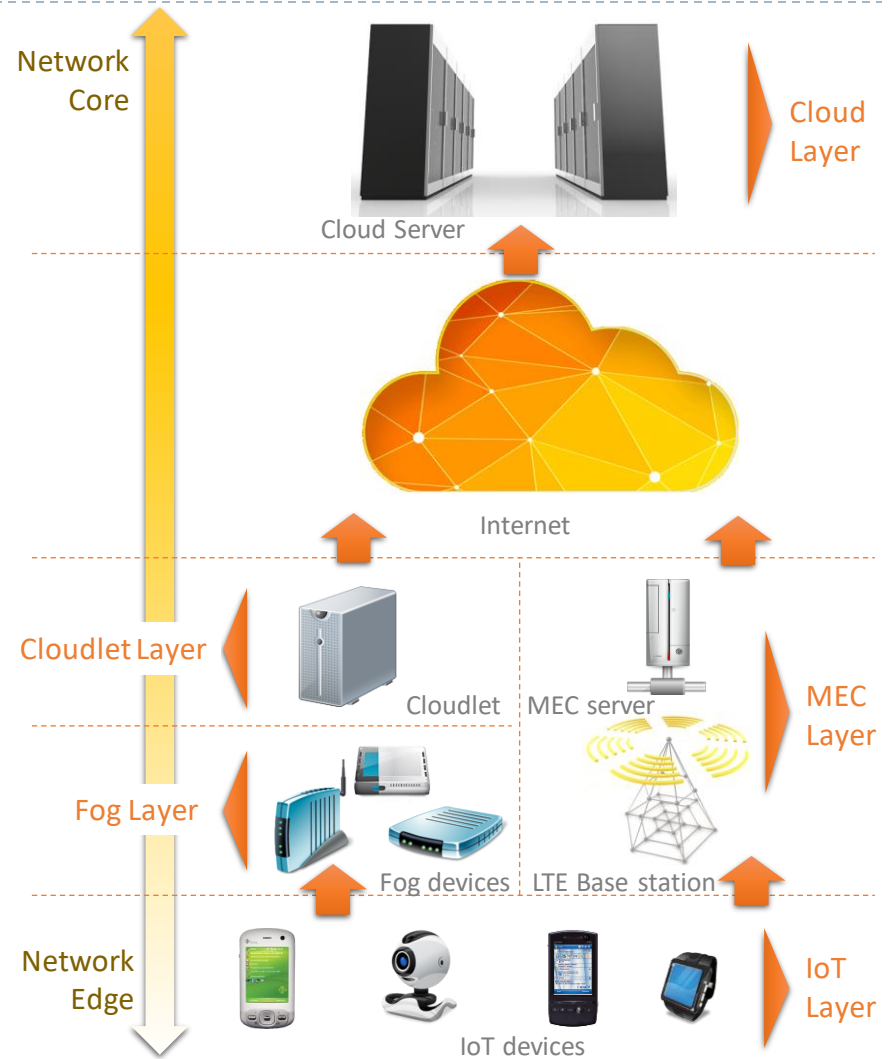 Network
Core
Cloud
Layer
Cloud Server
Internet
Cloudlet Layer
Cloudlet
MEC server
MEC
Layer
Fog Layer
Fog devices
LTE Base station
Network
Edge
IoT
Layer
IoT devices